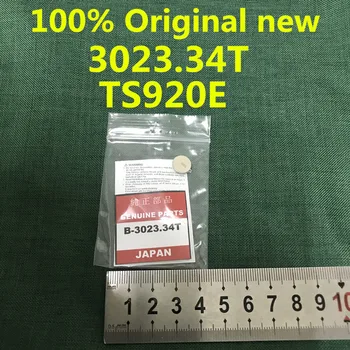 100% Original new
3023.34T
TS920E
純正部品
GENUINE PARTS
B-3023.34T
JAPAN
1 2 3 4 5 6 7 8 9 10